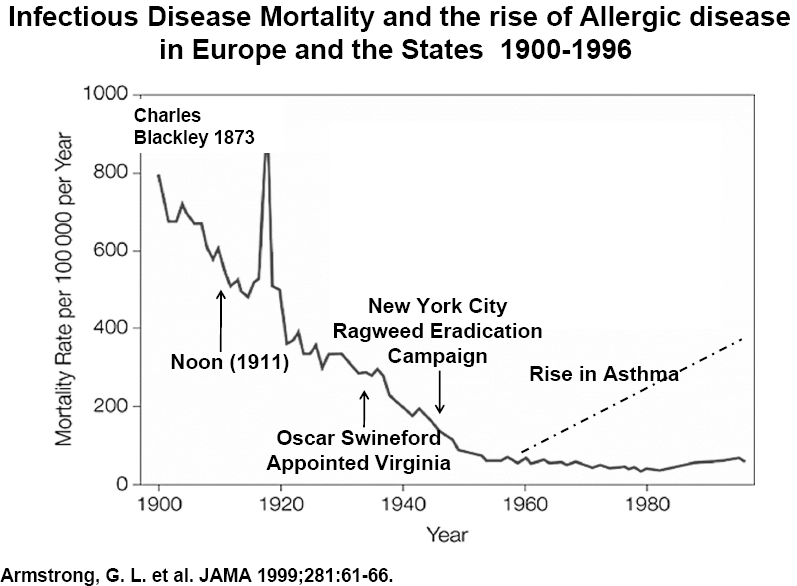 Infectious Disease Mortality and the rise of Allergic disease
in Europe and the States 1900-1996
Mortality Rate per 100 000 per Year
1000
800
600
400
200
0
Charles
Blackley 1873
Noon (1911)
New York City
Ragweed Eradication
Campaign
Rise in Asthma
Oscar Swineford
Appointed Virginia
1900
1920
1940
1960
1980
Year
Armstrong, G. L. et al. JAMA 1999;281:61-66.